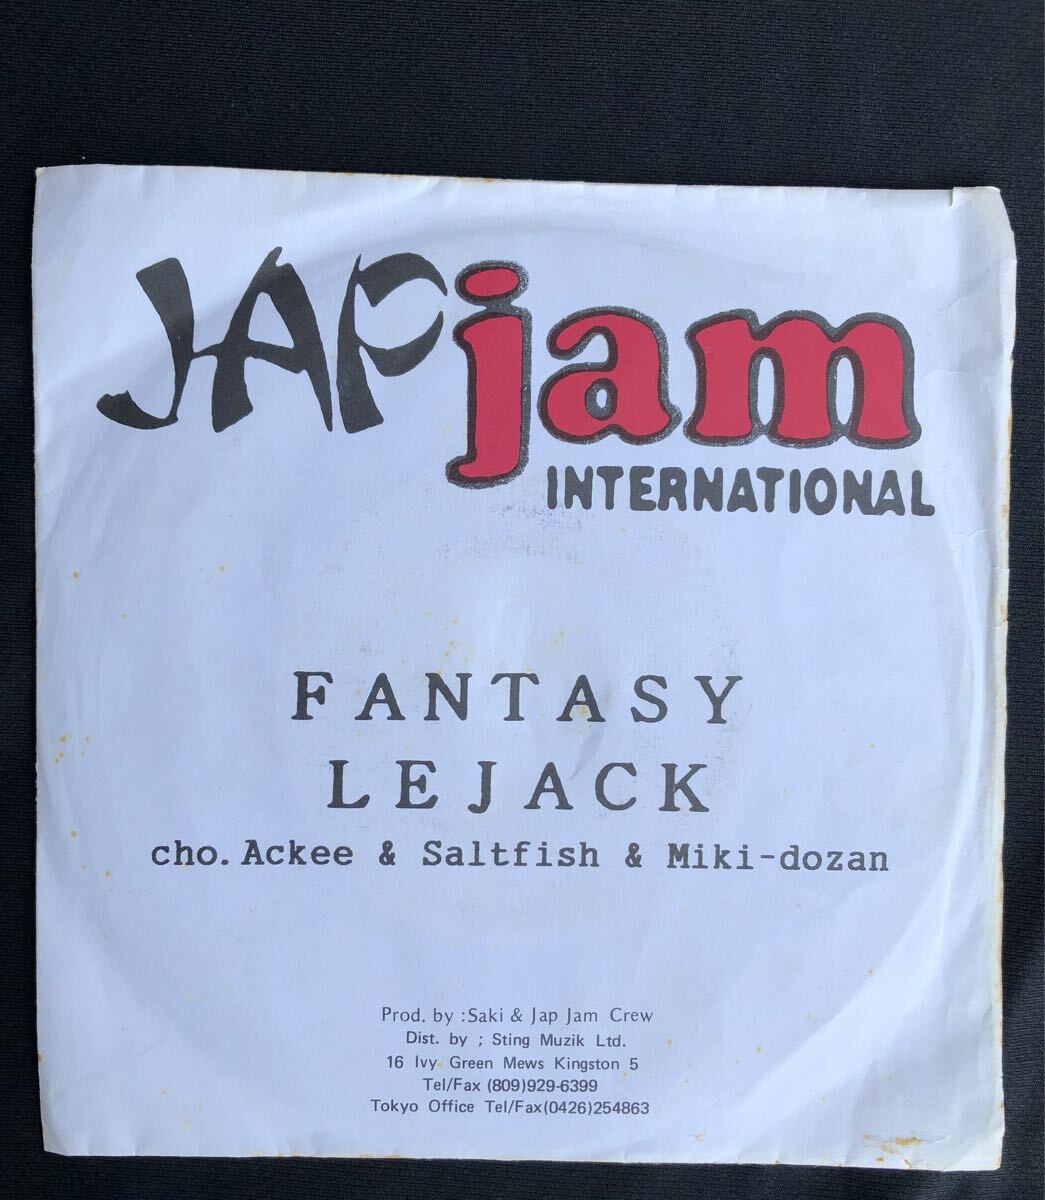 JAP jam
INTERNATIONAL
FANTASY
LEJACK
cho. Ackee & Saltfish & Miki-dozan
Prod. by :Saki & Jap Jam Crew
Dist. by ; Sting Muzik Ltd.
16 Ivy Green Mews Kingston 5
Tel/Fax (809)929-6399
Tokyo Office Tel/Fax(0426)254863